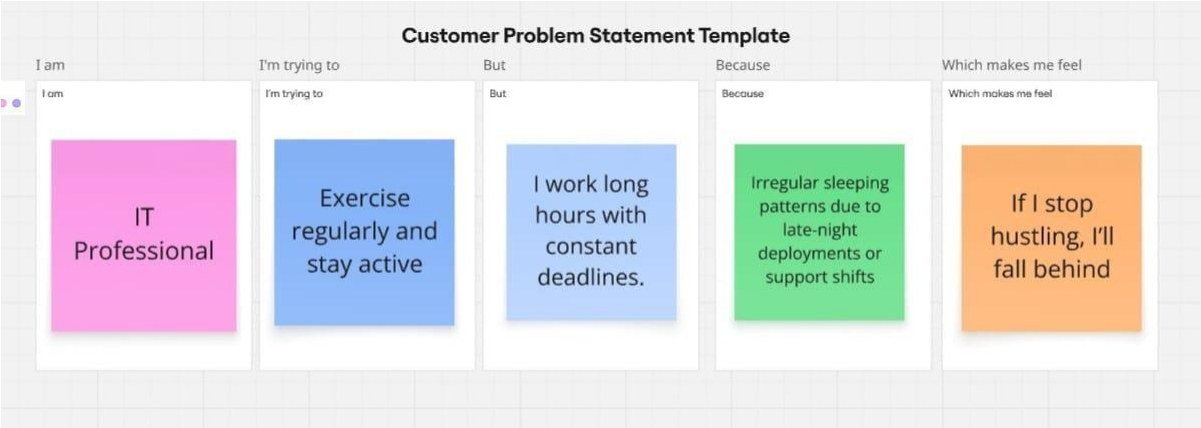 Customer Problem Statement Template
I am
I'm trying to
But
Because
Which makes me feel
I am
I'm trying to
But
Because
Which makes me feel
IT
Professional
Exercise
regularly and
stay active
I work long
hours with
constant
deadlines.
Irregular sleeping
patterns due to
late-night
deployments or
support shifts
If I stop
hustling, I’ll
fall behind